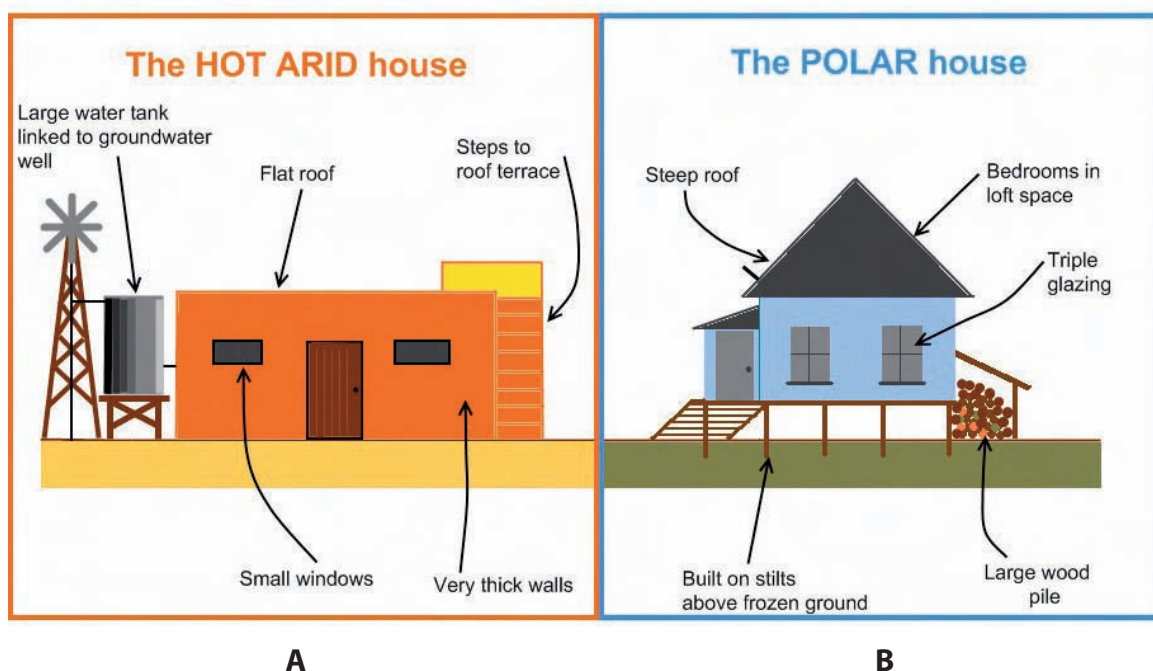 The HOT ARID house
Large water tank
linked to groundwater
well
Flat roof
Steps to
roof terrace
Small windows
Very thick walls
The POLAR house
Steep roof
Bedrooms in
loft space
Triple
glazing
Built on stilts
above frozen ground
Large wood
pile
A
B